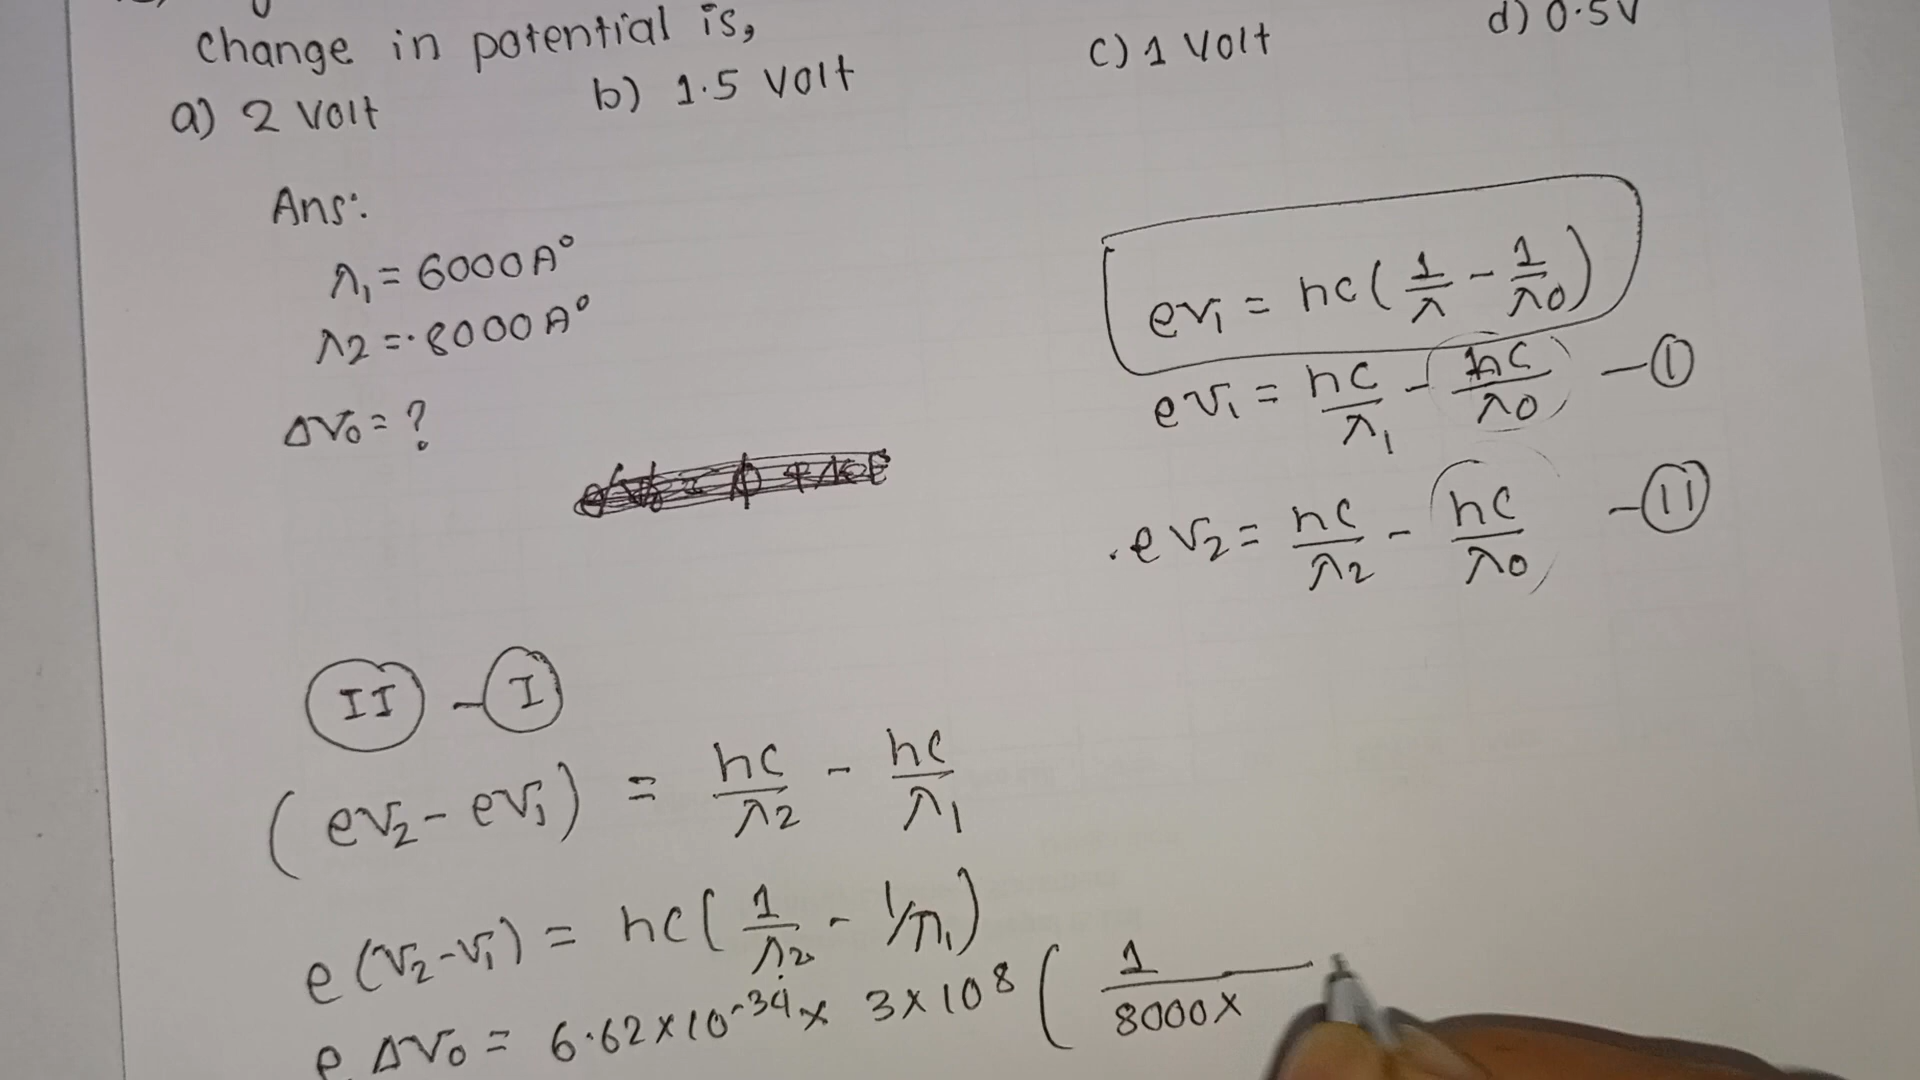 change in potential is,
a) 2 volt b) 1.5 volt c) 1 volt d) 0.5V
Ans:
λ₁ = 6000A°
λ2 = 8000A°
ΔV₀ = ?
eV₁ = hc(1/λ - 1/λ0)
eV₁ = hc/λ₁ - hc/λ0 - I
eV₂ = hc/λ2 - hc/λ0 - II
II - I
(eV₂ - eV₁) = hc/λ2 - hc/λ1
e(V₂-V₁) = hc(1/λ2 - 1/λ₁)
e ΔV₀ = 6.62×10⁻³⁴ × 3×10⁸ ( 1/8000×